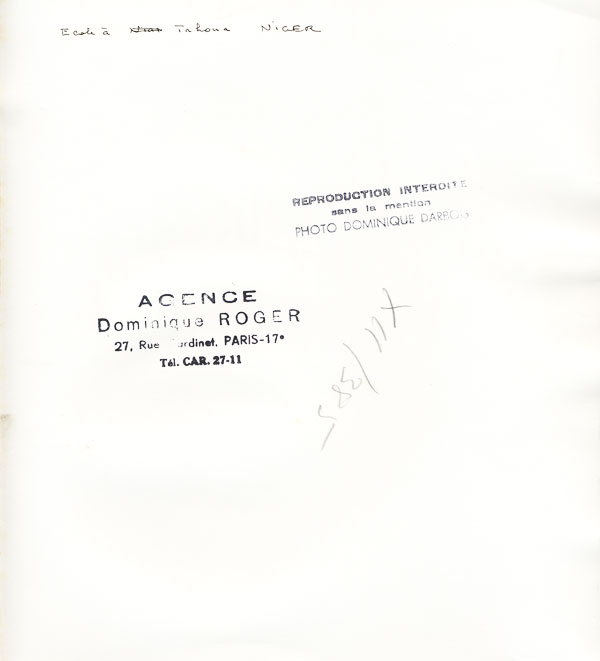 Ecole à Tahoua NIGER
REPRODUCTION INTERDITE
sans la mention
PHOTO DOMINIQUE DARBOIS
AGENCE
Dominique ROGER
27, Rue PARIS-17e
Tél. CAR. 27-11